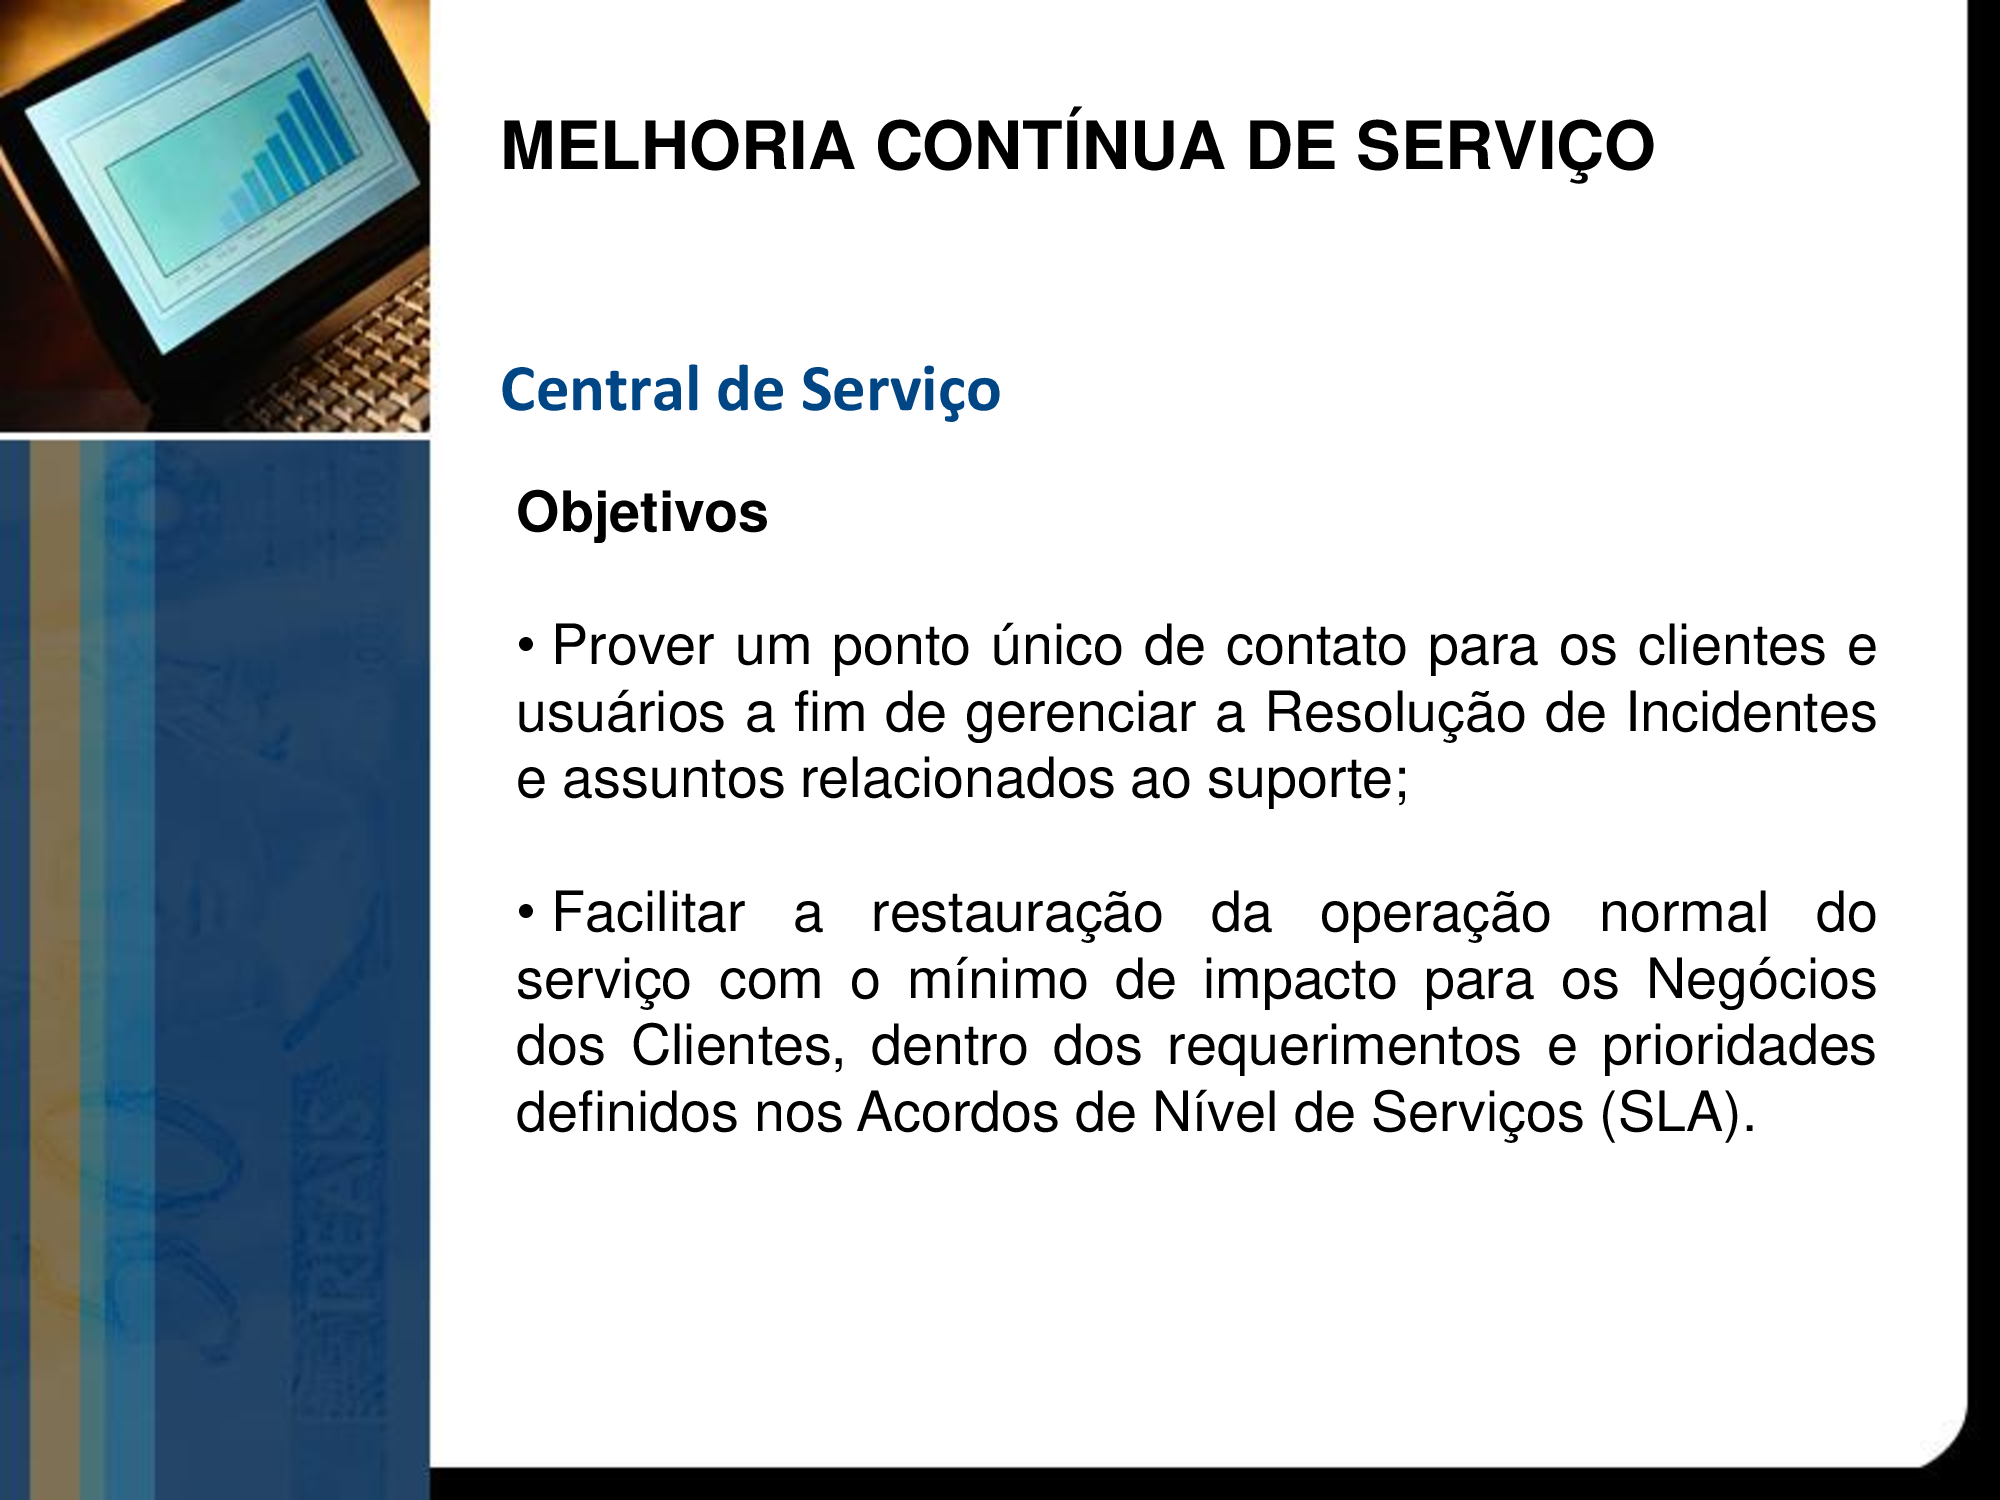 MELHORIA CONTÍNUA DE SERVIÇO
Central de Serviço
Objetivos
• Prover um ponto único de contato para os clientes e
usuários a fim de gerenciar a Resolução de Incidentes
e assuntos relacionados ao suporte;
• Facilitar a restauração da operação normal do
serviço com o mínimo de impacto para os Negócios
dos Clientes, dentro dos requerimentos e prioridades
definidos nos Acordos de Nível de Serviços (SLA).
REAIS